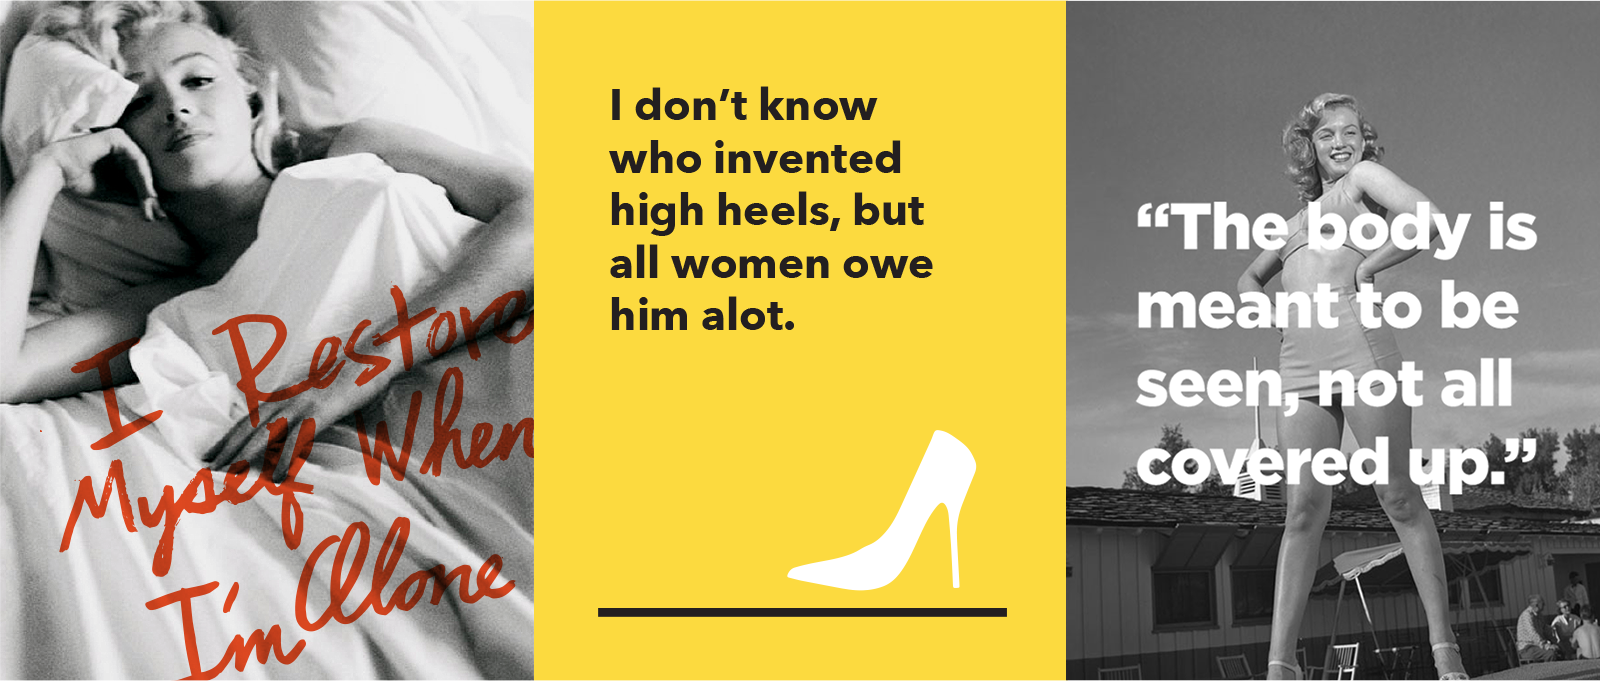 I Restore
Myself When
I'm Alone
I don’t know
who invented
high heels, but
all women owe
him alot.
“The body is
meant to be
seen, not all
covered up.”